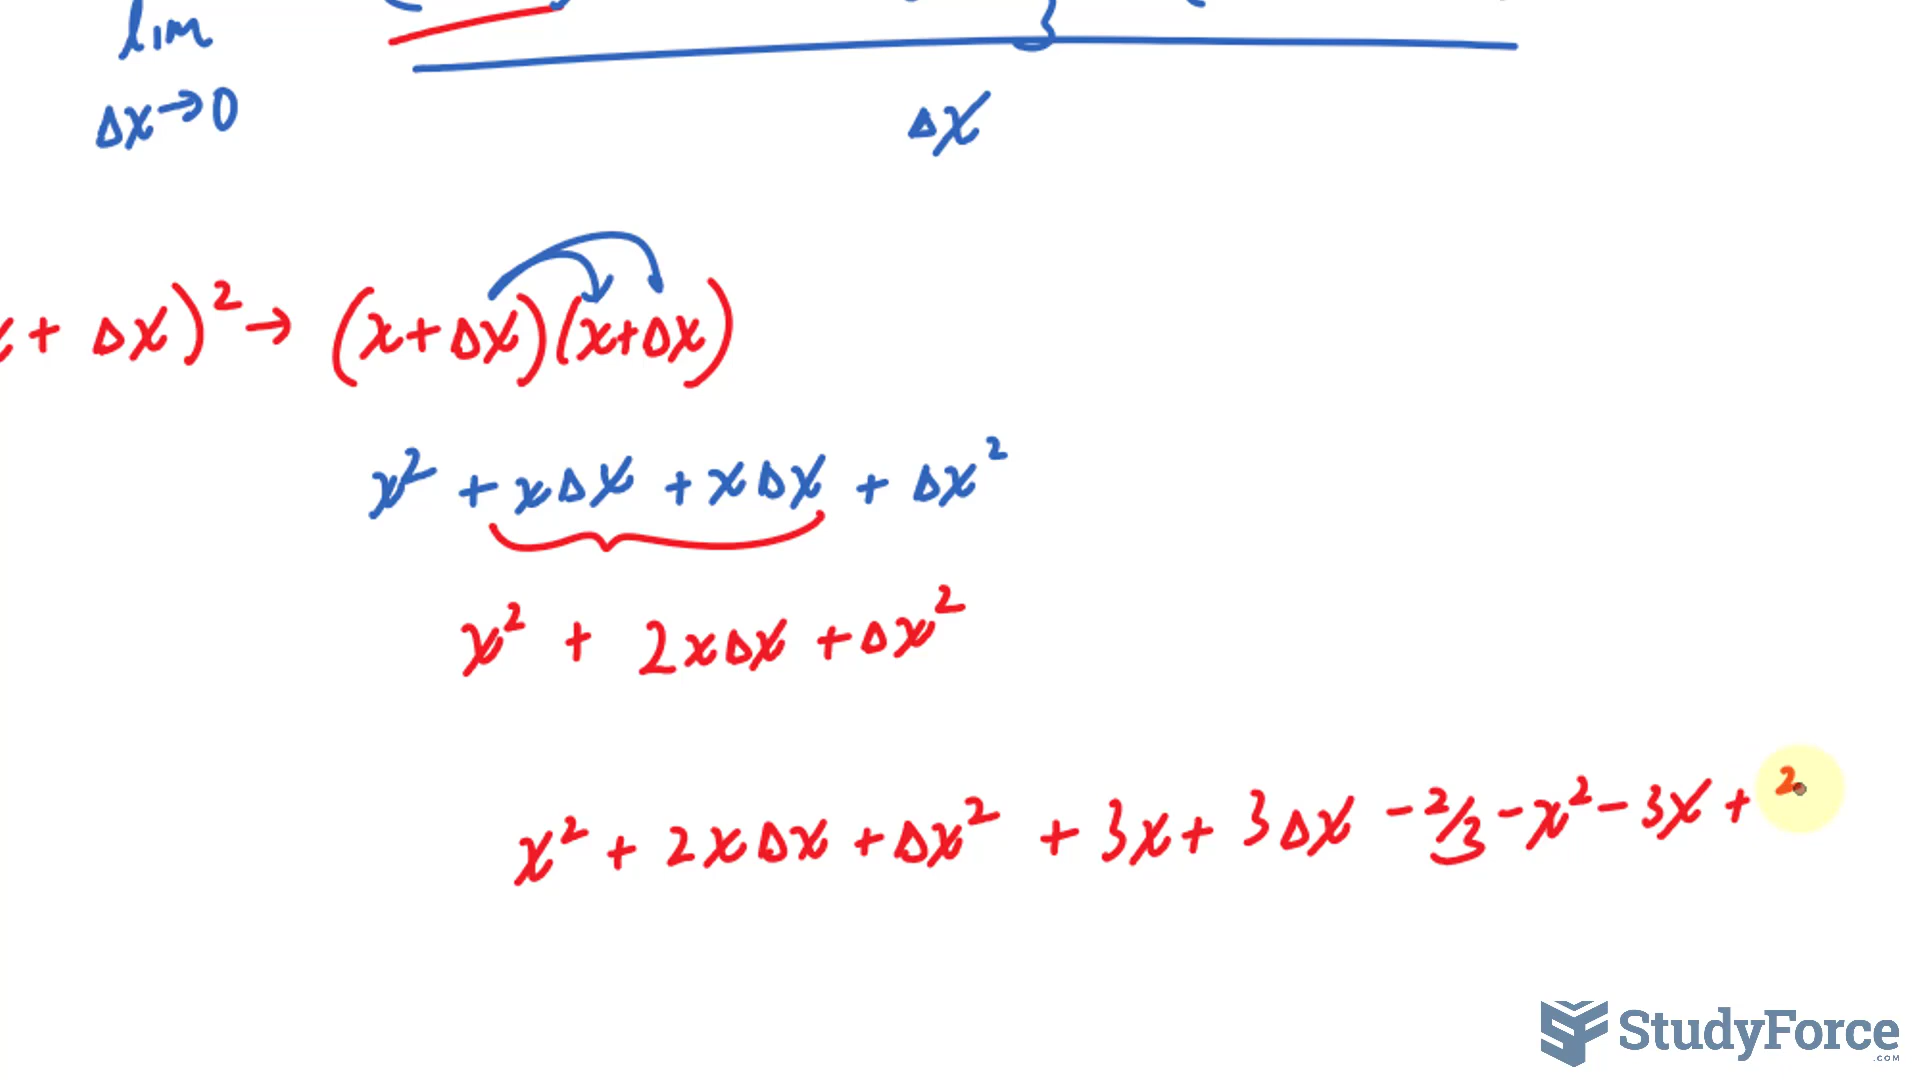 lim
Δx→0
Δx
+ Δx)² → (x+Δx)(x+Δx)
x² + xΔx + xΔx + Δx²
x² + 2xΔx + Δx²
x² + 2xΔx + Δx² + 3x + 3Δx - 2/3 - x² - 3x + 2
StudyForce
.COM